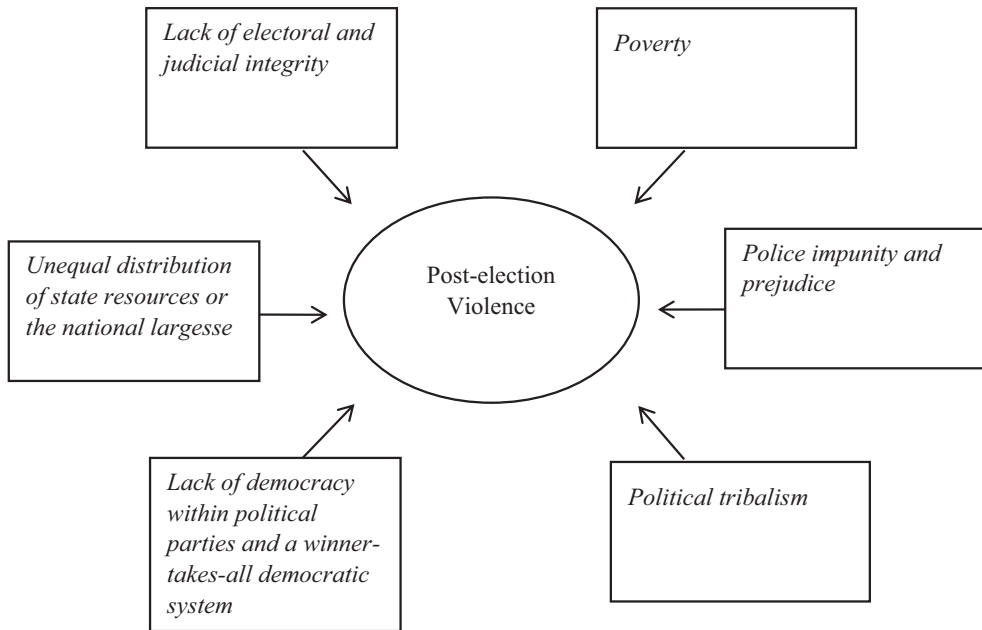 Lack of electoral and
judicial integrity
Poverty
Unequal distribution
of state resources or
the national largesse
Post-election
Violence
Police impunity and
prejudice
Lack of democracy
within political
parties and a winner-
takes-all democratic
system
Political tribalism